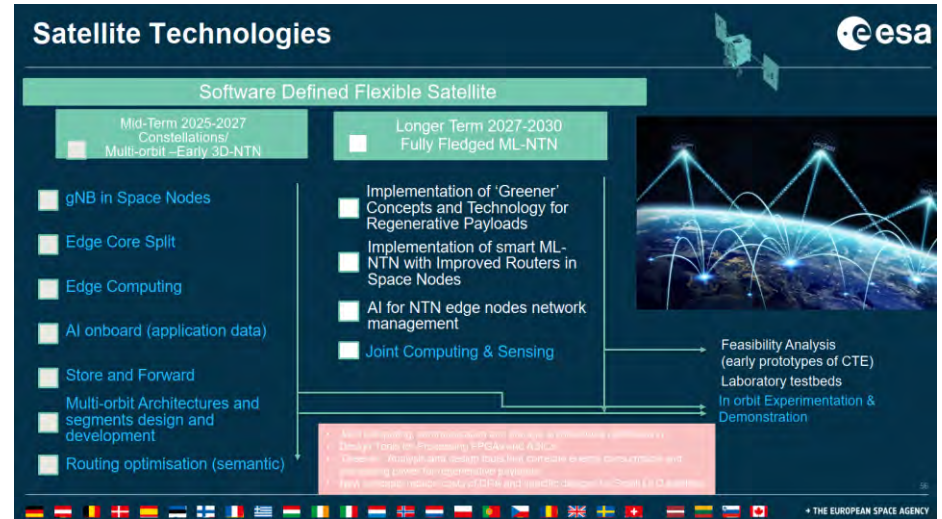 Satellite Technologies
esa
Software Defined Flexible Satellite
Mid-Term 2025-2027
Constellations/
Multi-orbit –Early 3D-NTN
gNB in Space Nodes
Edge Core Split
Edge Computing
AI onboard (application data)
Store and Forward
Multi-orbit Architectures and
segments design and
development
Routing optimisation (semantic)
Longer Term 2027-2030
Fully Fledged ML-NTN
Implementation of ‘Greener’
Concepts and Technology for
Regenerative Payloads
Implementation of smart ML-
NTN with Improved Routers in
Space Nodes
AI for NTN edge nodes network
management
Joint Computing & Sensing
Feasibility Analysis
(early prototypes of CTE)
Laboratory testbeds
In orbit Experimentation &
Demonstration
Design Tools
→ THE EUROPEAN SPACE AGENCY